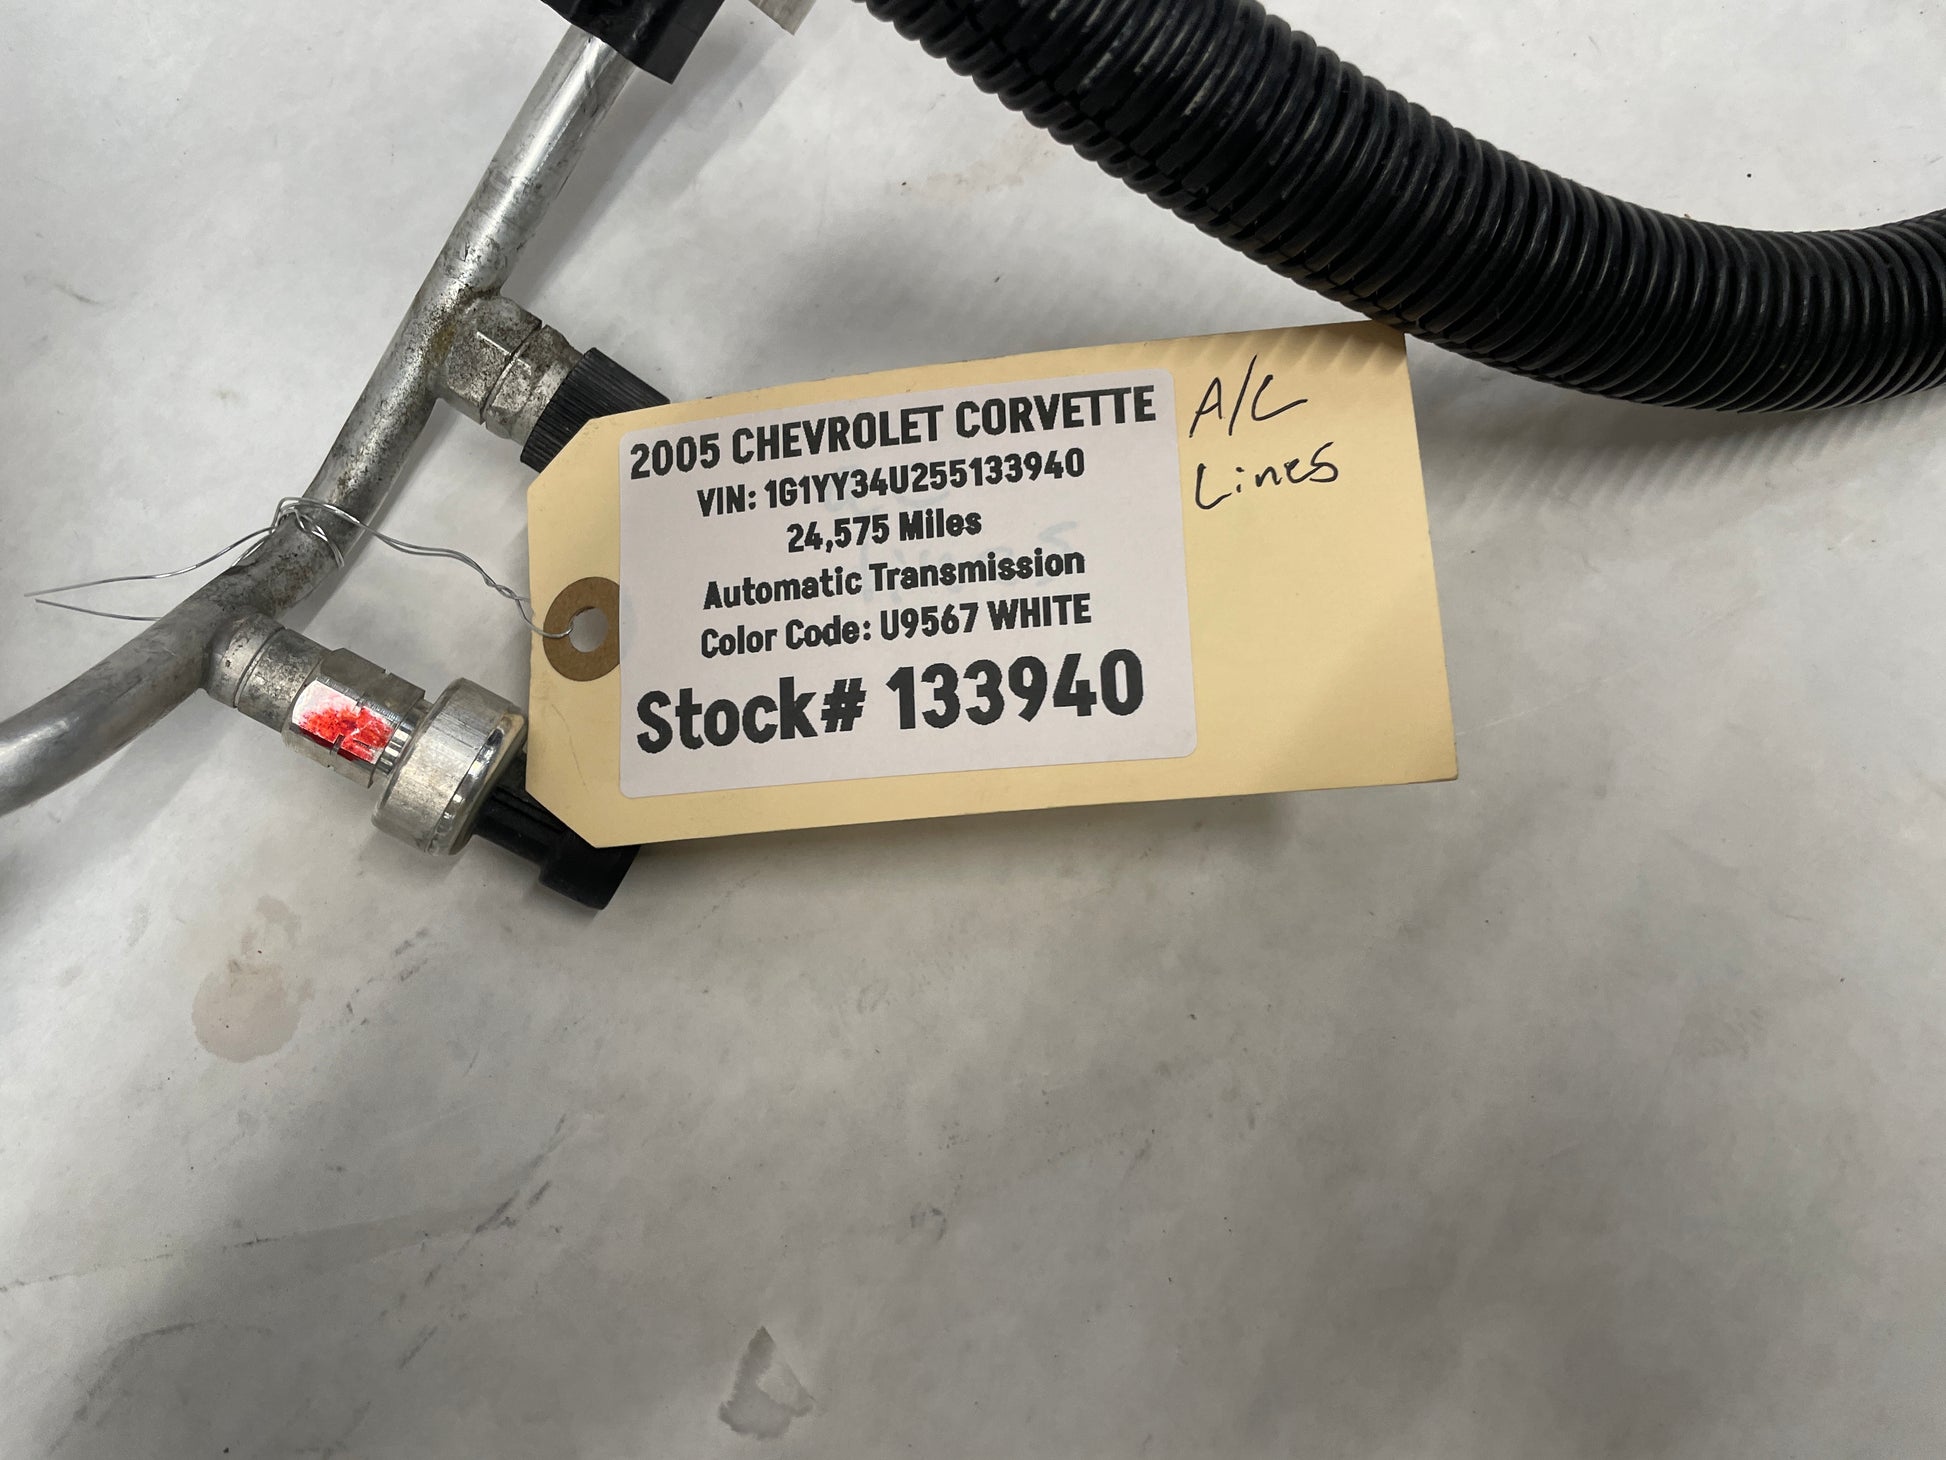 2005 CHEVROLET CORVETTE
VIN: 1G1YY34U255133940
24,575 Miles
Automatic Transmission
Color Code: U9567 WHITE
Stock# 133940
A/C
Lines